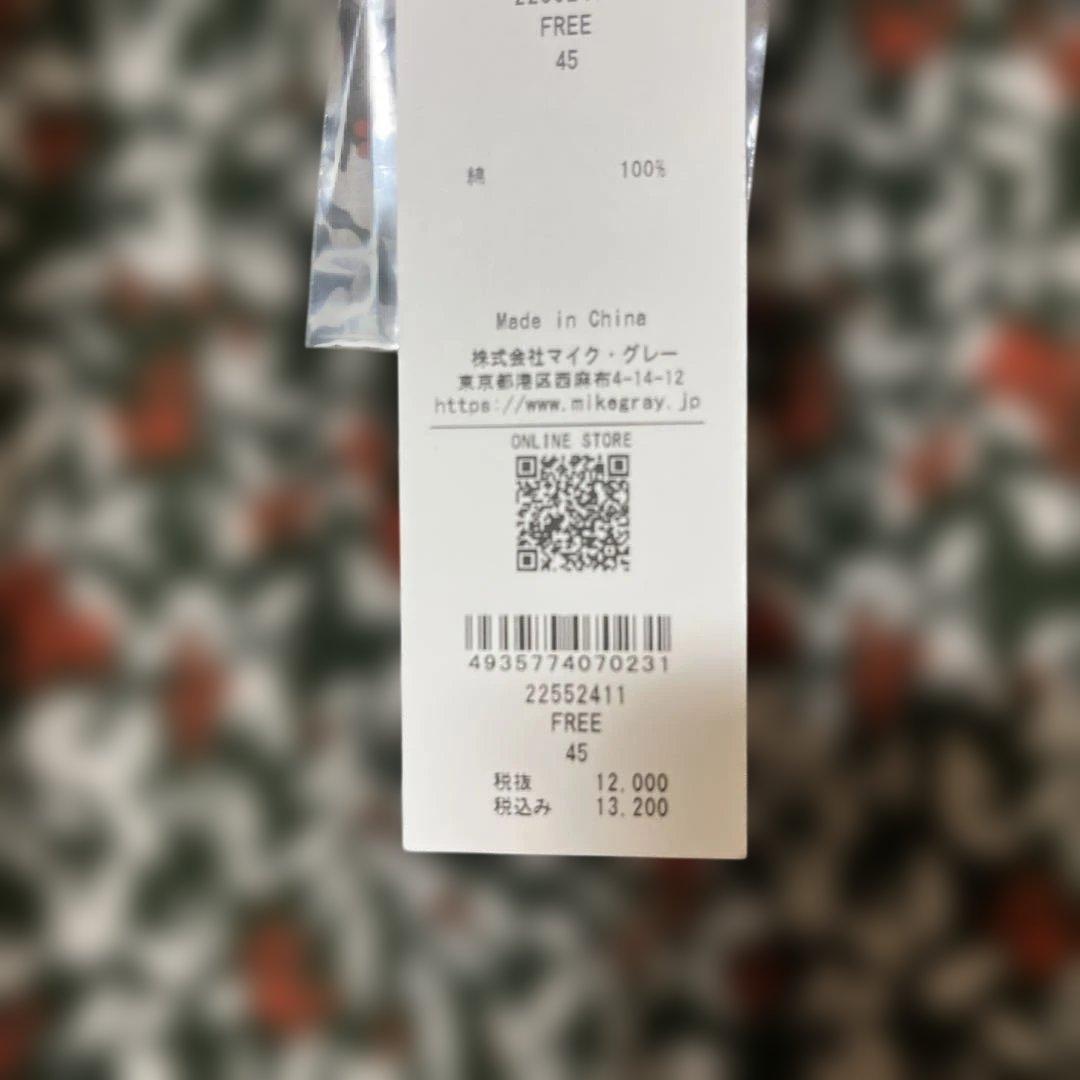 FREE
45
綿 100%
Made in China
株式会社マイク・グレー
東京都港区西麻布4-14-12
https://www.mikegray.jp
ONLINE STORE
4935774070231
22552411
FREE
45
税抜 12,000
税込み 13,200